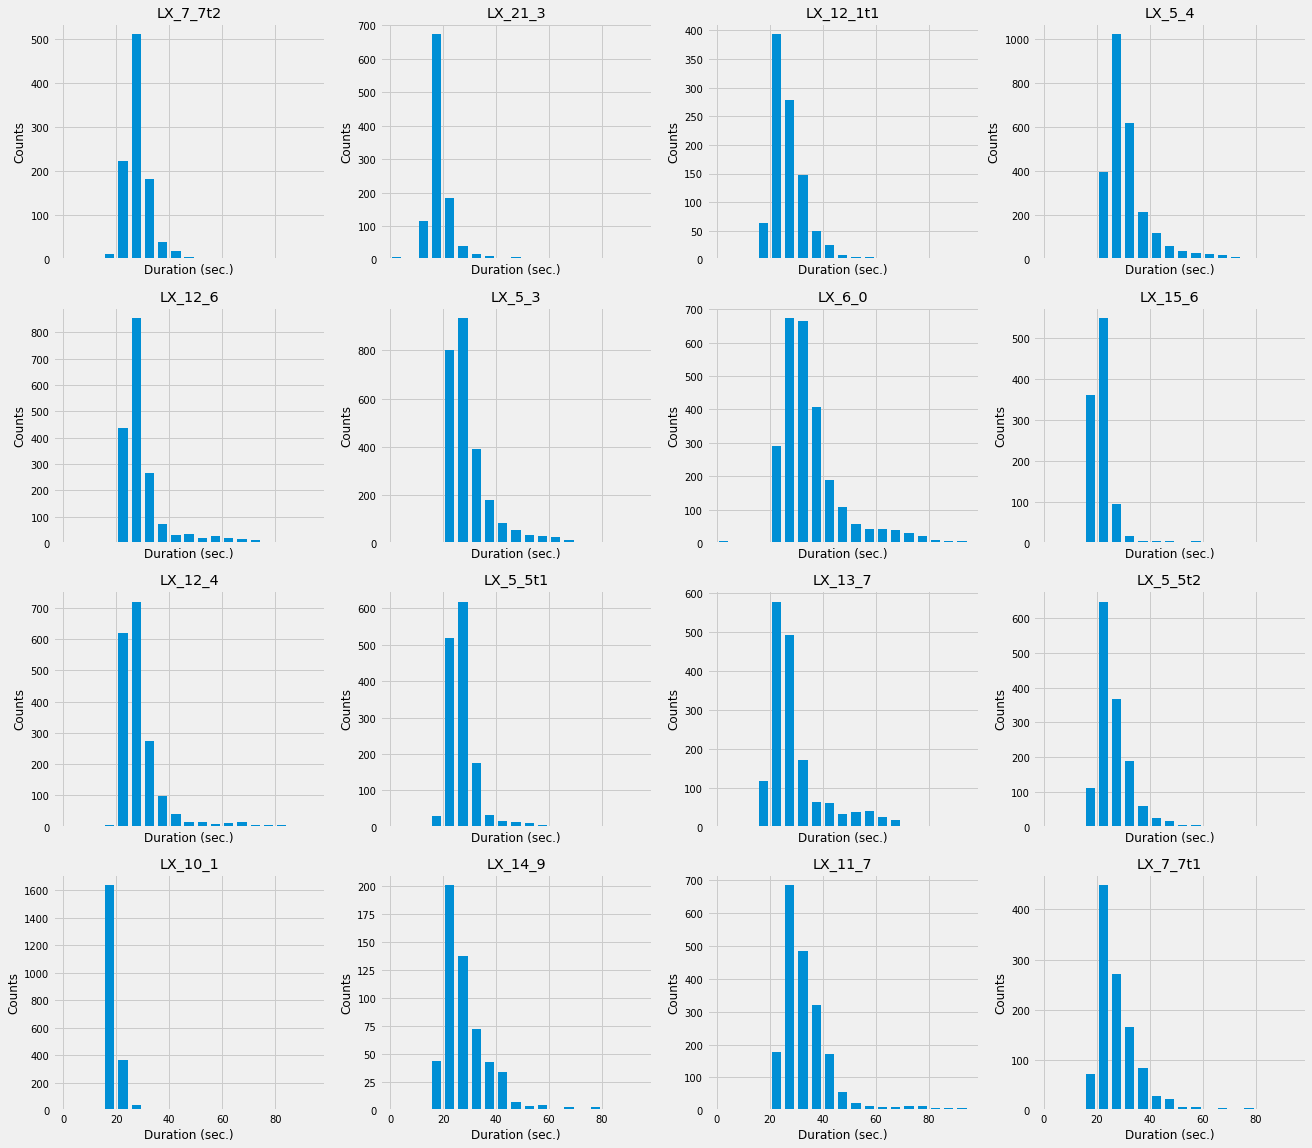 LX_7_7t2
500
400
300
200
100
0
Counts
Duration (sec.)
LX_21_3
700
600
500
400
300
200
100
0
Counts
Duration (sec.)
LX_12_1t1
400
350
300
250
200
150
100
50
0
Counts
Duration (sec.)
LX_5_4
1000
800
600
400
200
0
Counts
Duration (sec.)
LX_12_6
800
700
600
500
400
300
200
100
0
Counts
Duration (sec.)
LX_5_3
800
600
400
200
0
Counts
Duration (sec.)
LX_6_0
700
600
500
400
300
200
100
0
Counts
Duration (sec.)
LX_15_6
500
400
300
200
100
0
Counts
Duration (sec.)
LX_12_4
700
600
500
400
300
200
100
0
Counts
Duration (sec.)
LX_5_5t1
600
500
400
300
200
100
0
Counts
Duration (sec.)
LX_13_7
600
500
400
300
200
100
0
Counts
Duration (sec.)
LX_5_5t2
600
500
400
300
200
100
0
Counts
Duration (sec.)
LX_10_1
1600
1400
1200
1000
800
600
400
200
0
Counts
0 20 40 60 80
Duration (sec.)
LX_14_9
200
175
150
125
100
75
50
25
0
Counts
0 20 40 60 80
Duration (sec.)
LX_11_7
700
600
500
400
300
200
100
0
Counts
0 20 40 60 80
Duration (sec.)
LX_7_7t1
400
300
200
100
0
Counts
0 20 40 60 80
Duration (sec.)